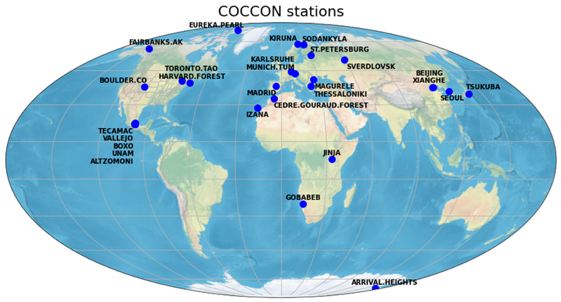 COCCON stations
EUREKA.PEARL
FAIRBANKS.AK
KIRUNA
SODANKYLA
ST.PETERSBURG
TORONTO.TAO
HARVARD.FOREST
KARLSRUHE
MUNICH.TUM
SVERDLOVSK
BOULDER.CO
BEIJING
XIANGHE
TSUKUBA
SEOUL
MADRID
MAGURELE
THESSALONIKI
CEDRE.GOURAUD.FOREST
IZANA
TECAMAC
VALLEJO
BOXO
UNAM
ALTZOMONI
JINJA
GOBABEB
ARRIVAL.HEIGHTS